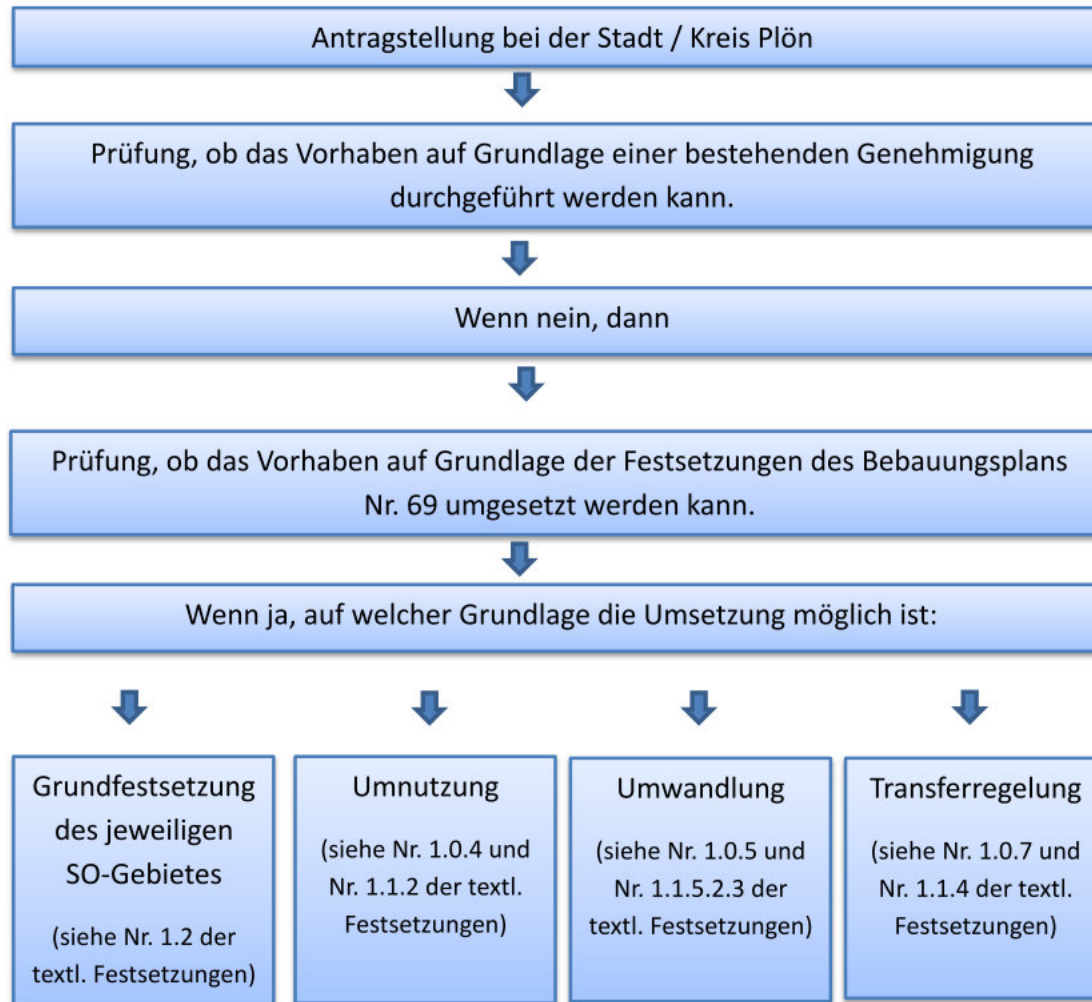 Antragstellung bei der Stadt / Kreis Plön
Prüfung, ob das Vorhaben auf Grundlage einer bestehenden Genehmigung
durchgeführt werden kann.
Wenn nein, dann
Prüfung, ob das Vorhaben auf Grundlage der Festsetzungen des Bebauungsplans
Nr. 69 umgesetzt werden kann.
Wenn ja, auf welcher Grundlage die Umsetzung möglich ist:
Grundfestsetzung
des jeweiligen
SO-Gebietes
(siehe Nr. 1.2 der
textl. Festsetzungen)
Umnutzung
(siehe Nr. 1.0.4 und
Nr. 1.1.2 der textl.
Festsetzungen)
Umwandlung
(siehe Nr. 1.0.5 und
Nr. 1.1.5.2.3 der
textl. Festsetzungen)
Transferregelung
(siehe Nr. 1.0.7 und
Nr. 1.1.4 der textl.
Festsetzungen)